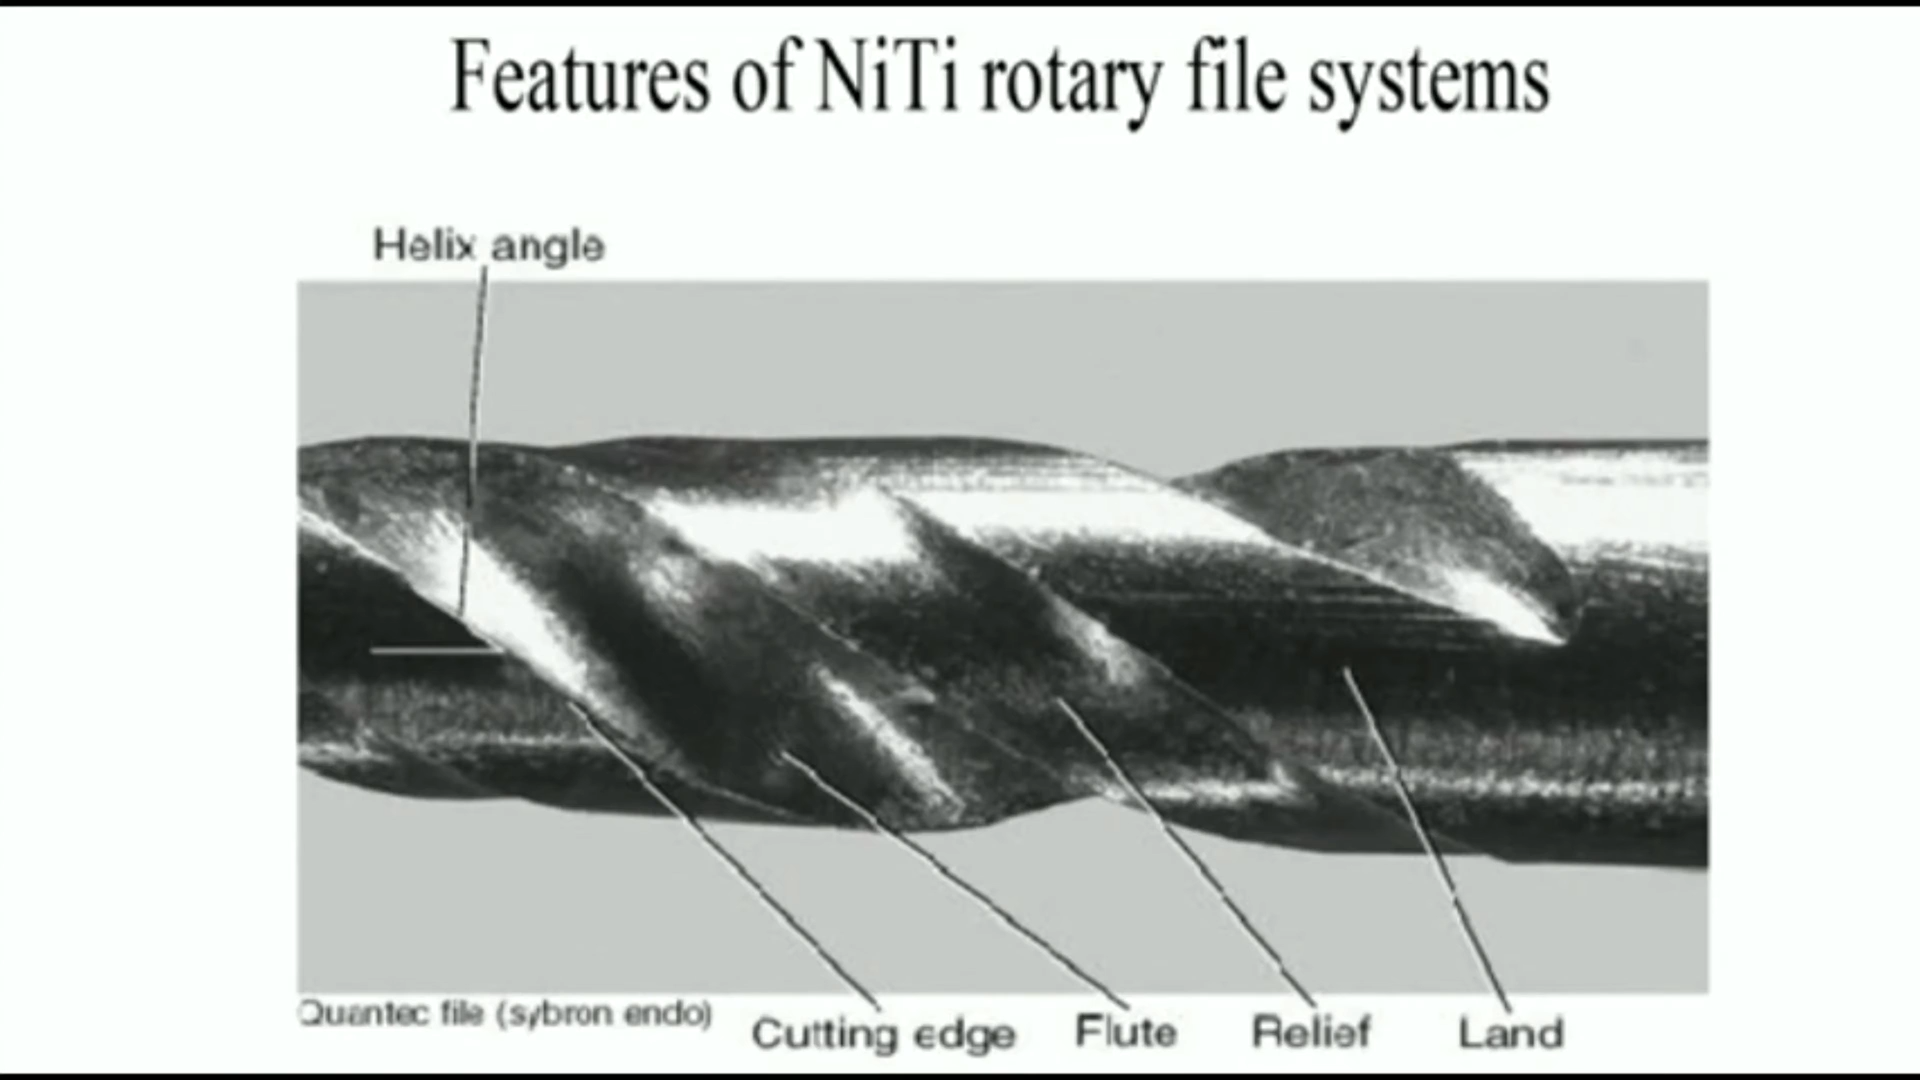 Features of NiTi rotary file systems
Helix angle
Quantec file (sybron endo)
Cutting edge
Flute
Relief
Land